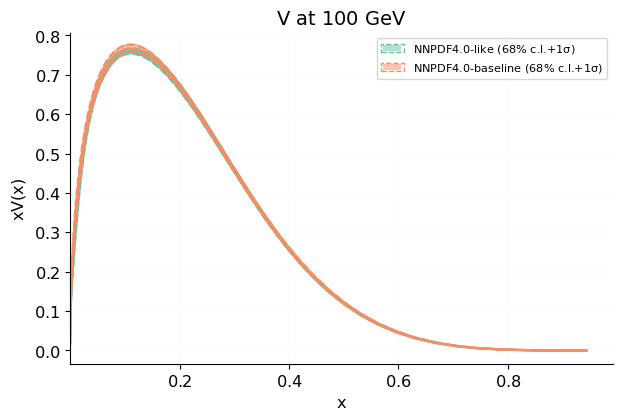 V at 100 GeV
NNPDF4.0-like (68% c.l.+1σ)
NNPDF4.0-baseline (68% c.l.+1σ)
xV(x)
0.8
0.7
0.6
0.5
0.4
0.3
0.2
0.1
0.0
0.2 0.4 0.6 0.8
x